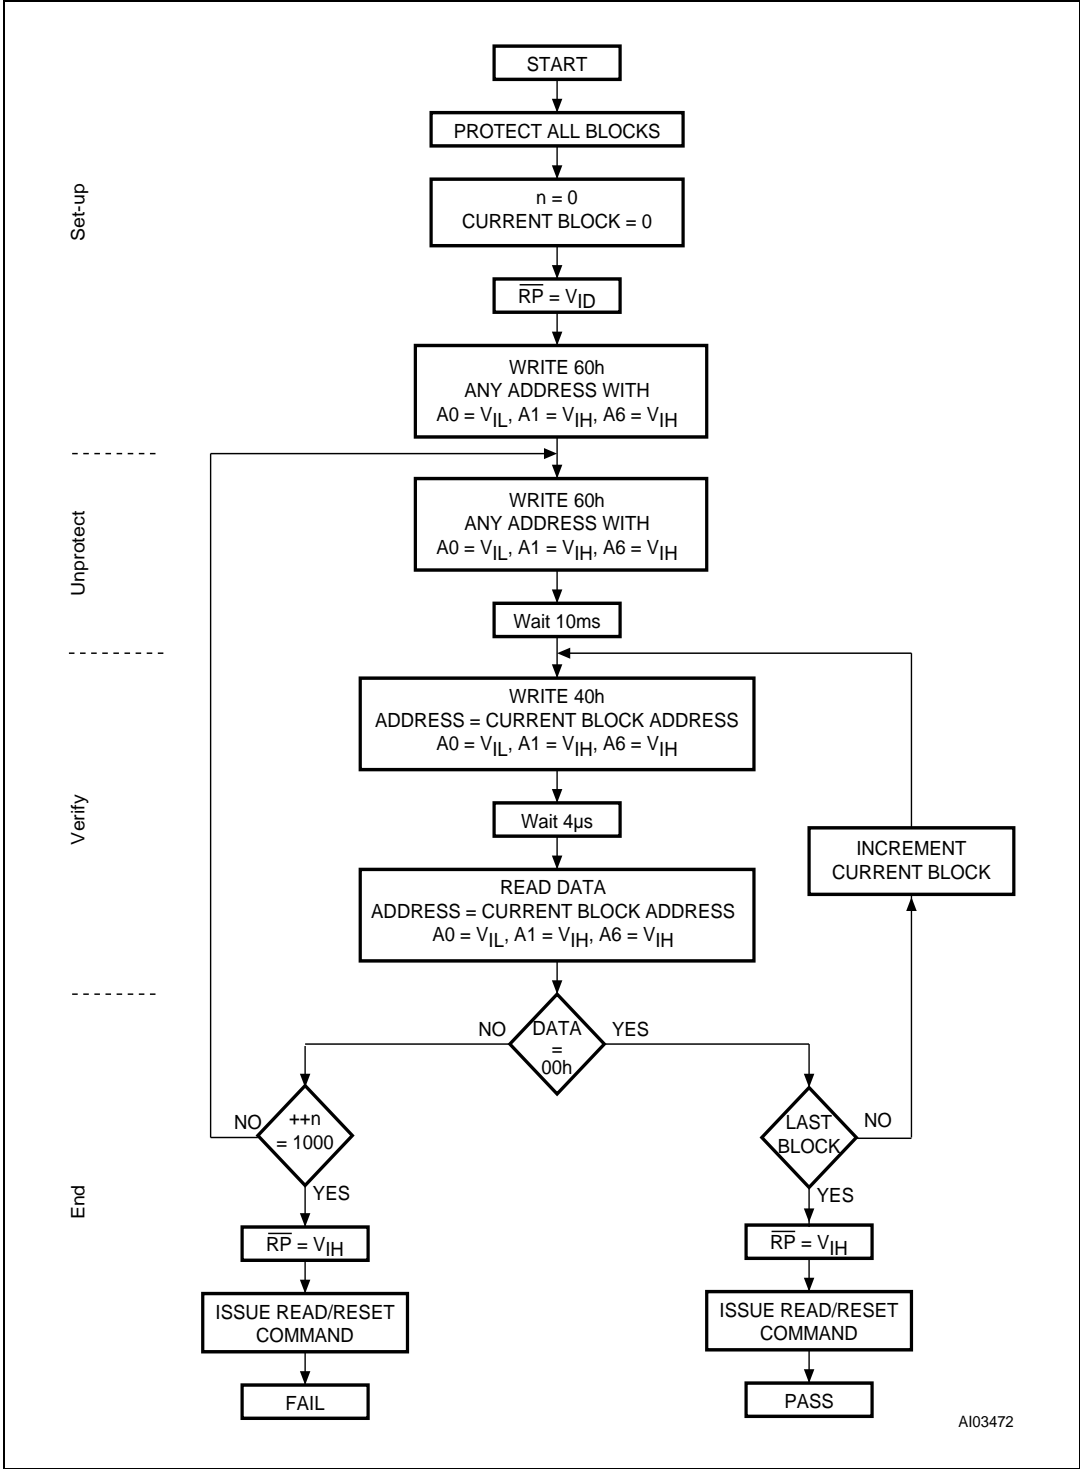 START
PROTECT ALL BLOCKS
Set-up
n = 0
CURRENT BLOCK = 0
RP = VID
WRITE 60h
ANY ADDRESS WITH
A0 = VIL, A1 = VIH, A6 = VIH
Unprotect
WRITE 60h
ANY ADDRESS WITH
A0 = VIL, A1 = VIH, A6 = VIH
Wait 10ms
Verify
WRITE 40h
ADDRESS = CURRENT BLOCK ADDRESS
A0 = VIL, A1 = VIH, A6 = VIH
Wait 4µs
INCREMENT
CURRENT BLOCK
READ DATA
ADDRESS = CURRENT BLOCK ADDRESS
A0 = VIL, A1 = VIH, A6 = VIH
NO
DATA
=
00h
YES
End
NO
++n
= 1000
YES
LAST
BLOCK
NO
YES
RP = VIH
RP = VIH
ISSUE READ/RESET
COMMAND
ISSUE READ/RESET
COMMAND
FAIL
PASS
AI03472